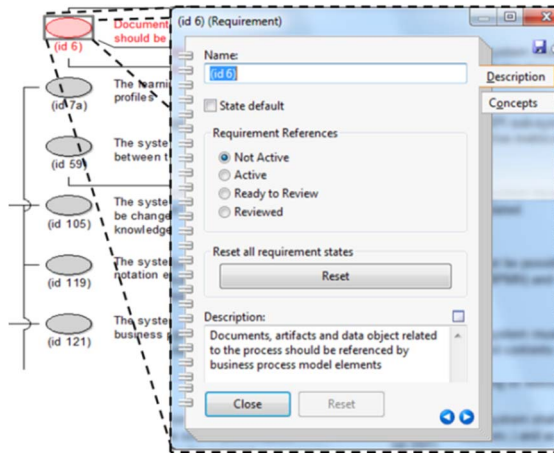 (id 6) (Requirement)
Document
should be
(id 6)
The learni
profiles
(id 7a)
The system
between t
(id 59)
The syste
be change
knowledge
(id 105)
The syste
notation e
(id 119)
The syste
business p
(id 121)
Name:
(id 6)
State default
Requirement References
Not Active
Active
Ready to Review
Reviewed
Reset all requirement states
Reset
Description:
Documents, artifacts and data object related
to the process should be referenced by
business process model elements
Close
Reset
Description
Concepts